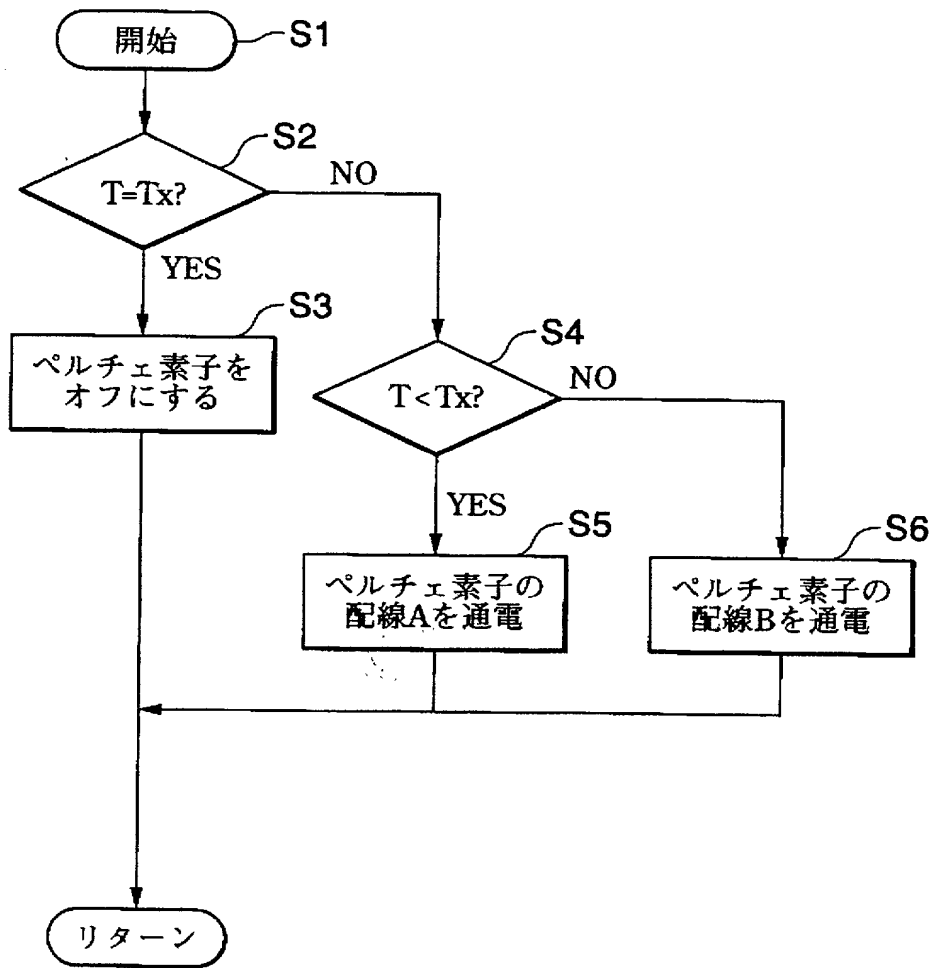 開始
S1
S2
T=Tx?
NO
YES
S3
ペルチェ素子を
オフにする
S4
T<Tx?
NO
YES
S5
ペルチェ素子の
配線Aを通電
S6
ペルチェ素子の
配線Bを通電
リターン